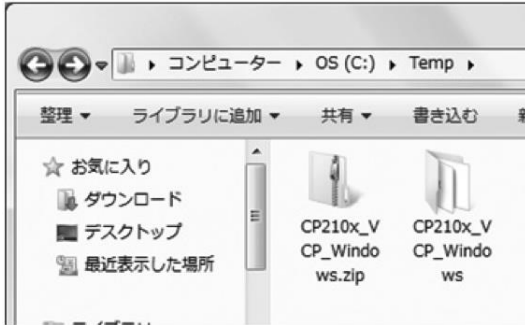 コンピューター ▸ OS (C:) ▸ Temp ▸
整理 ▼ ライブラリに追加 ▼ 共有 ▼ 書き込む
お気に入り
ダウンロード
デスクトップ
最近表示した場所
CP210x_V
CP_Windo
ws.zip
CP210x_V
CP_Windo
ws